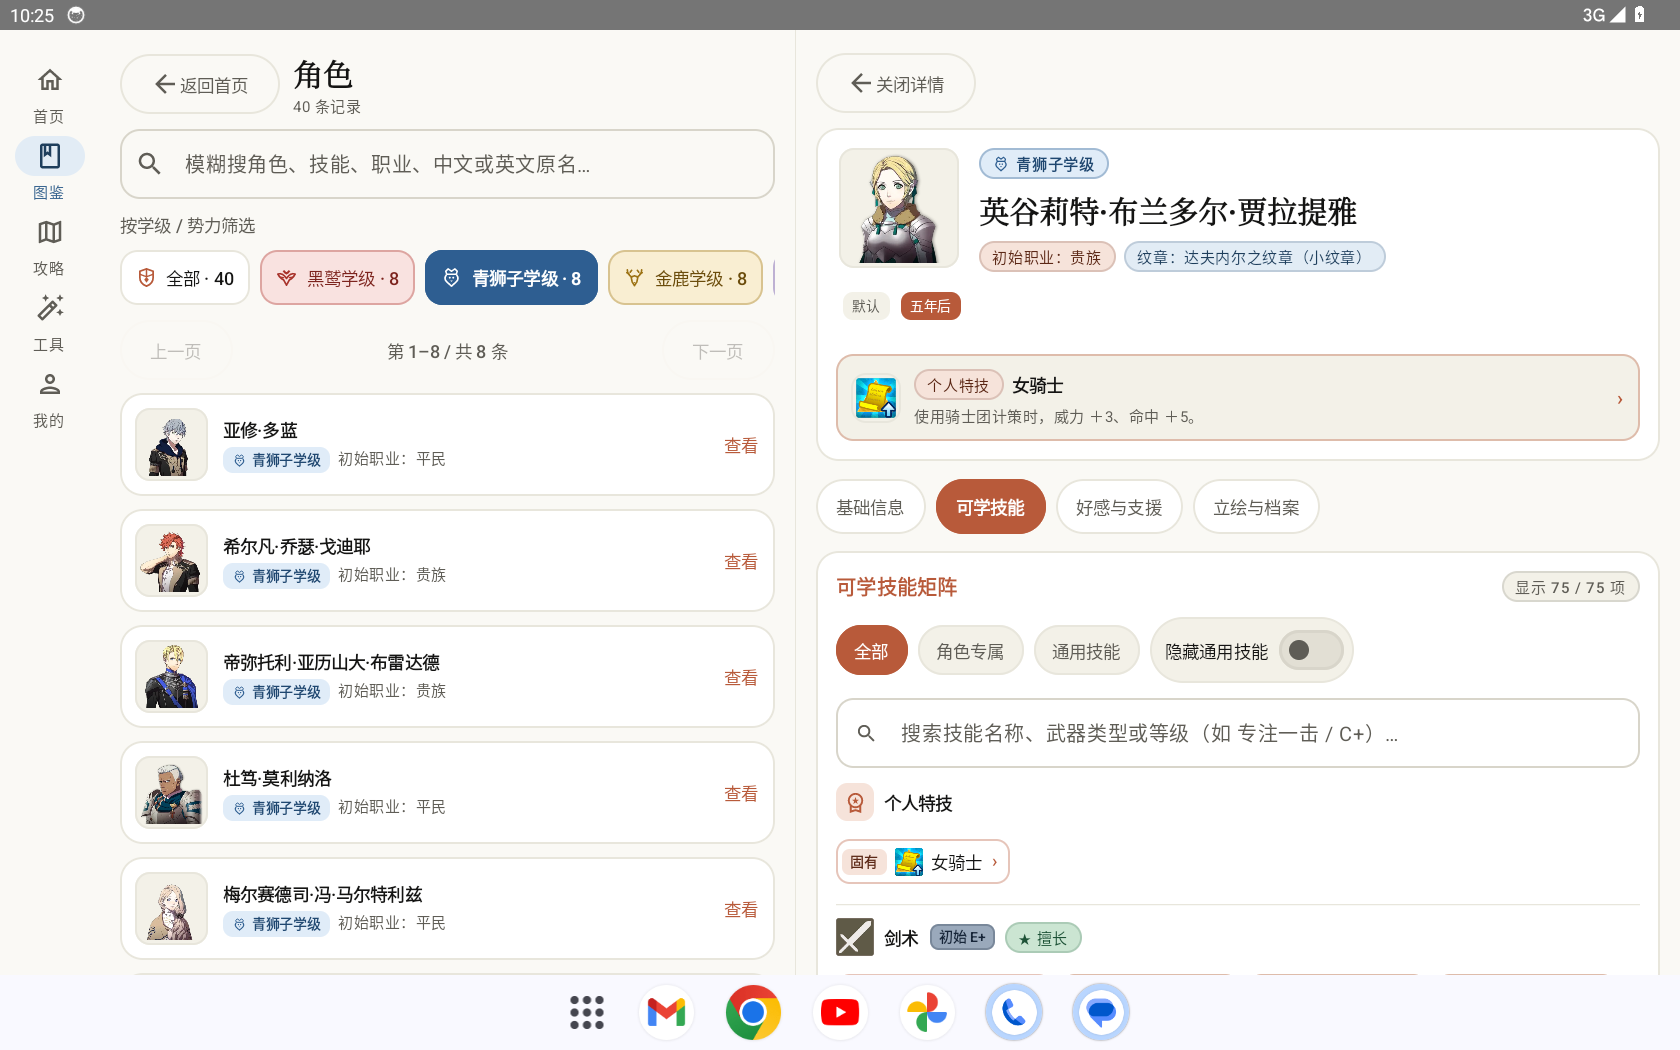 10:25
3G
首页
图鉴
攻略
工具
我的
返回首页
角色
40 条记录
模糊搜角色、技能、职业、中文或英文原名...
按学级 / 势力筛选
全部 · 40
黑鹫学级 · 8
青狮子学级 · 8
金鹿学级 · 8
上一页
第 1–8 / 共 8 条
下一页
亚修·多蓝
青狮子学级
初始职业：平民
查看
希尔凡·乔瑟·戈迪耶
青狮子学级
初始职业：贵族
查看
帝弥托利·亚历山大·布雷达德
青狮子学级
初始职业：贵族
查看
杜笃·莫利纳洛
青狮子学级
初始职业：平民
查看
梅尔赛德司·冯·马尔特利兹
青狮子学级
初始职业：平民
查看
关闭详情
青狮子学级
英谷莉特·布兰多尔·贾拉提雅
初始职业：贵族
纹章：达夫内尔之纹章（小纹章）
默认
五年后
个人特技
女骑士
使用骑士团计策时，威力 ＋3、命中 ＋5。
基础信息
可学技能
好感与支援
立绘与档案
可学技能矩阵
显示 75 / 75 项
全部
角色专属
通用技能
隐藏通用技能
搜索技能名称、武器类型或等级（如 专注一击 / C+）...
个人特技
固有
女骑士
剑术
初始 E+
★ 擅长